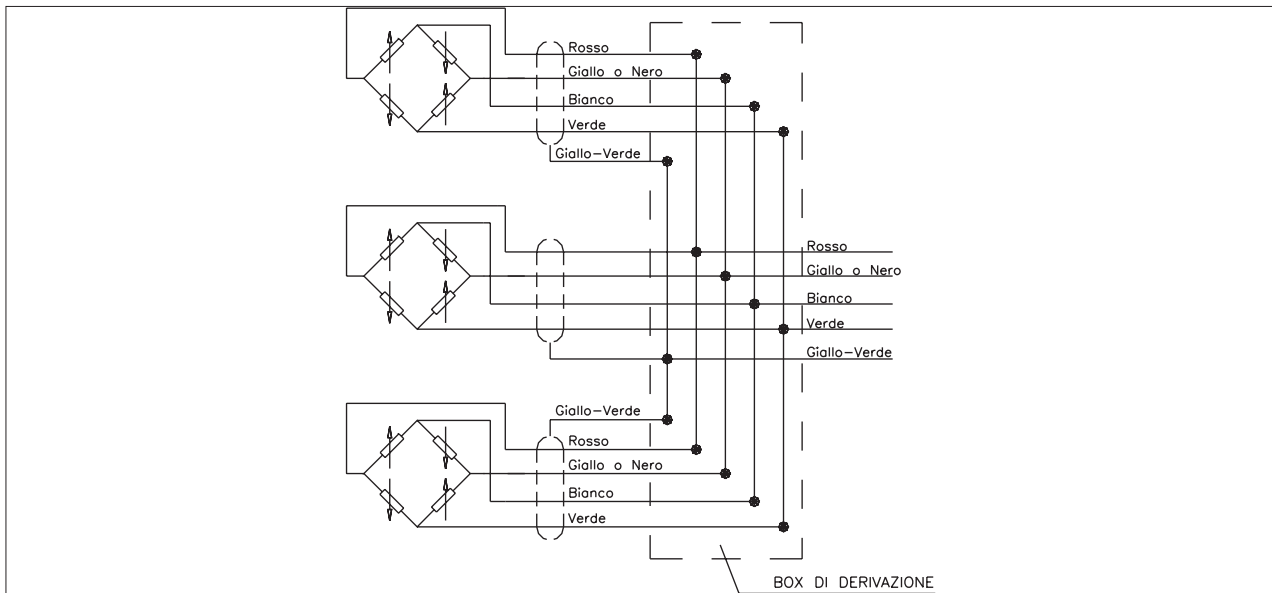 Rosso
Giallo o Nero
Bianco
Verde
Giallo-Verde
Rosso
Giallo o Nero
Bianco
Verde
Giallo-Verde
Giallo-Verde
Rosso
Giallo o Nero
Bianco
Verde
BOX DI DERIVAZIONE